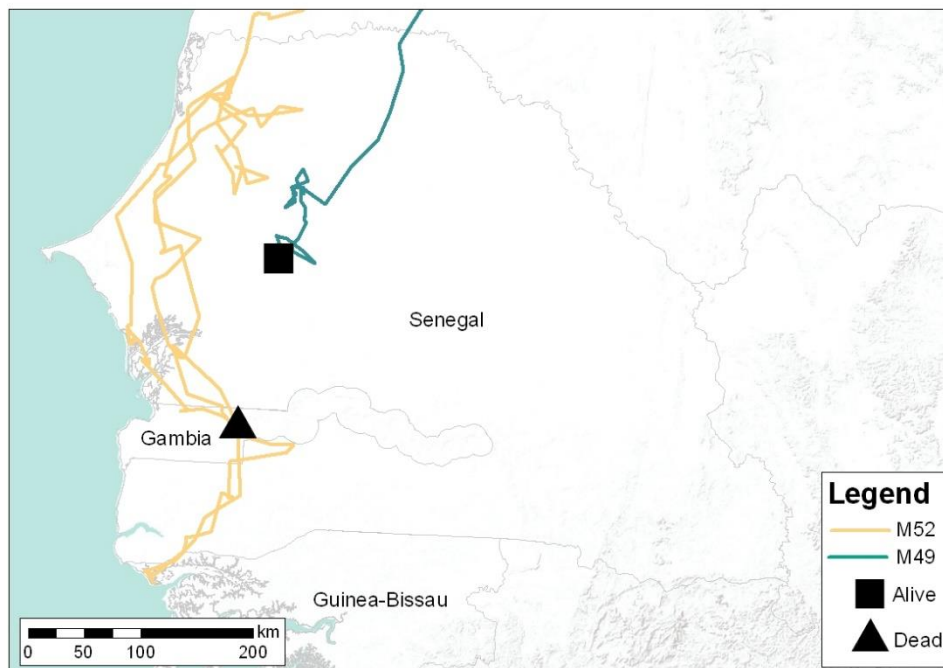 Senegal
Gambia
Guinea-Bissau
Legend
M52
M49
Alive
Dead
km
0 50 100 200